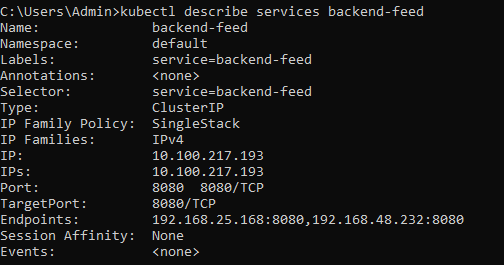 C:\Users\Admin>kubectl describe services backend-feed
Name:              backend-feed
Namespace:         default
Labels:            service=backend-feed
Annotations:       <none>
Selector:          service=backend-feed
Type:              ClusterIP
IP Family Policy:  SingleStack
IP Families:       IPv4
IP:                10.100.217.193
IPs:               10.100.217.193
Port:              8080  8080/TCP
TargetPort:        8080/TCP
Endpoints:         192.168.25.168:8080,192.168.48.232:8080
Session Affinity:  None
Events:            <none>